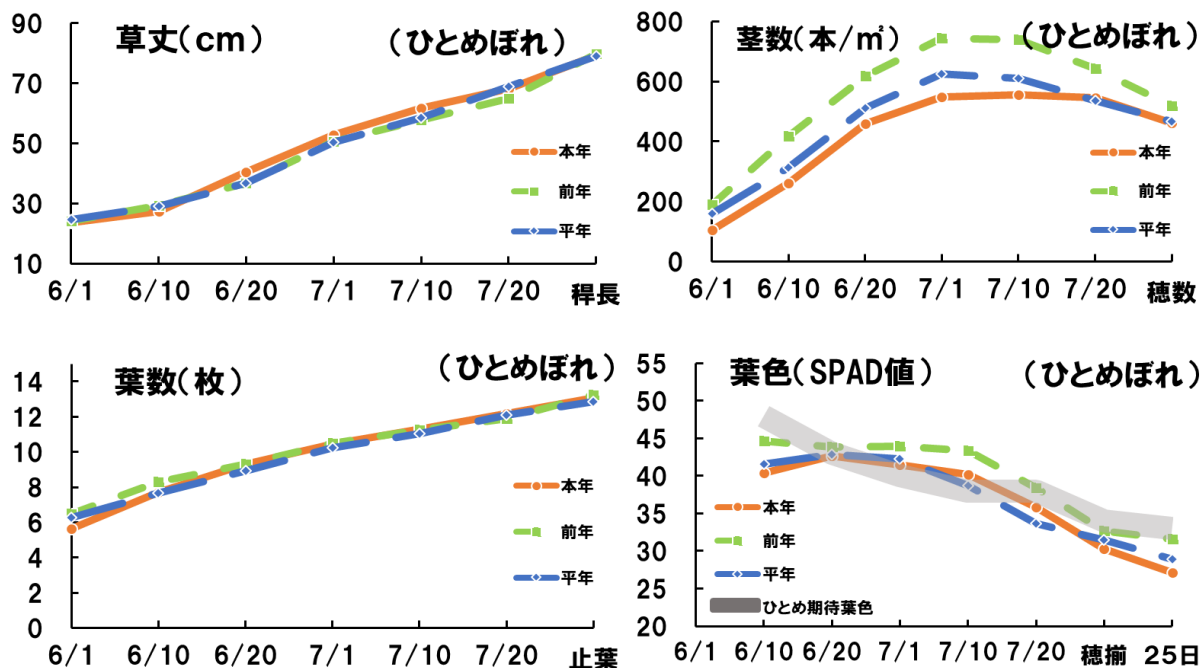 草丈(cm) (ひとめぼれ)
90
70
50
30
10
本年
前年
平年
6/1 6/10 6/20 7/1 7/10 7/20 稈長
茎数(本/㎡) (ひとめぼれ)
800
600
400
200
0
本年
前年
平年
6/1 6/10 6/20 7/1 7/10 7/20 穂数
葉数(枚) (ひとめぼれ)
14
12
10
8
6
4
2
0
本年
前年
平年
6/1 6/10 6/20 7/1 7/10 7/20 止葉
葉色(SPAD値) (ひとめぼれ)
55
50
45
40
35
30
25
20
本年
前年
平年
ひとめ期待葉色
6/1 6/10 6/20 7/1 7/10 7/20 穂揃 25日